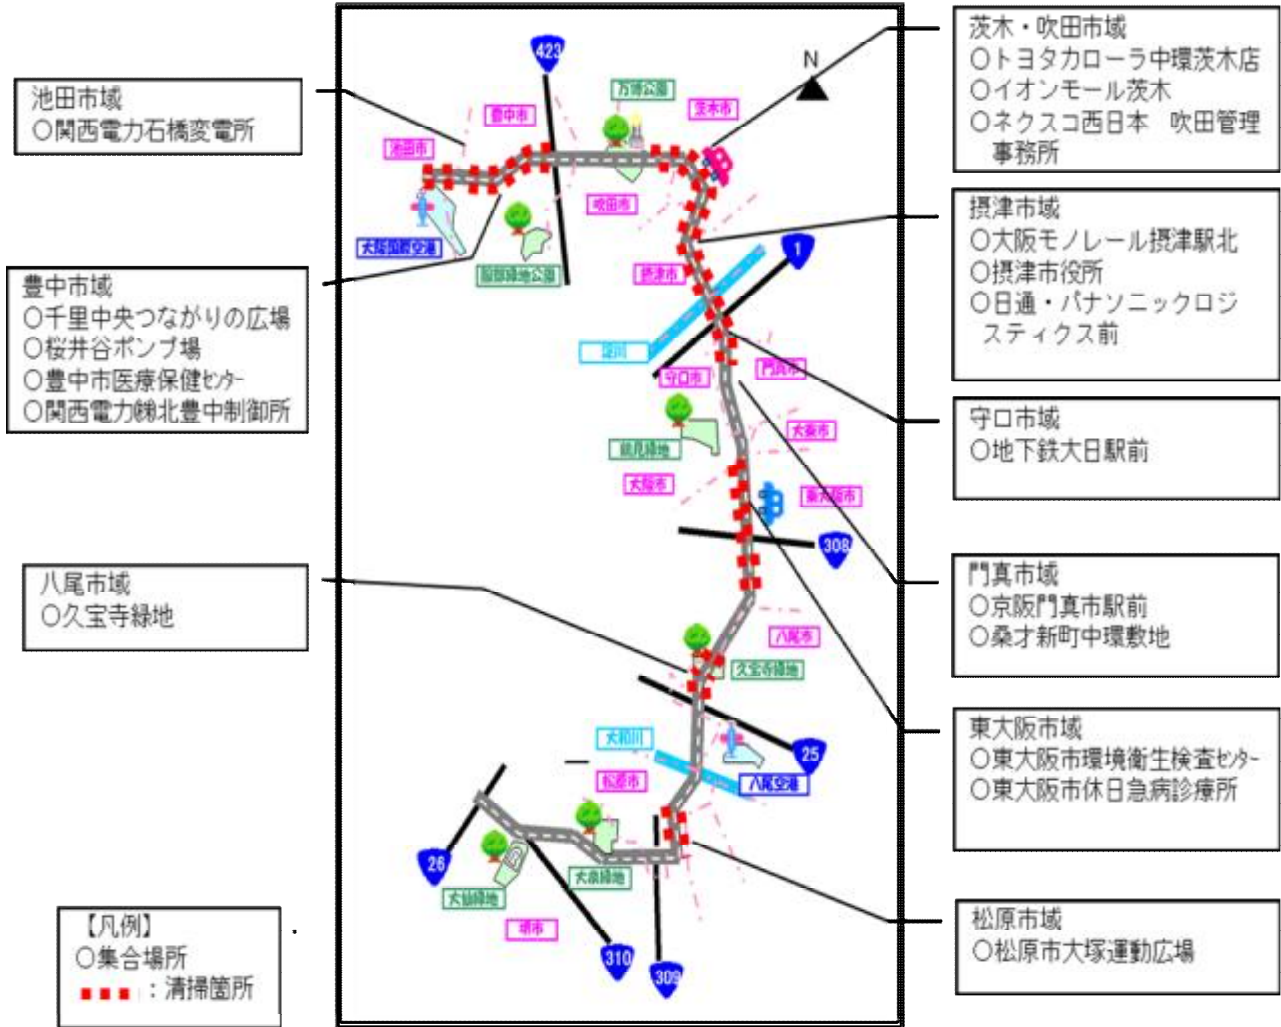 池田市域
○関西電力石橋変電所
豊中市域
○千里中央つながりの広場
○桜井谷ポンプ場
○豊中市医療保健センター
○関西電力㈱北豊中制御所
八尾市域
○久宝寺緑地
【凡例】
○集合場所
：清掃箇所
423
万博公園
N
豊中市
茨木市
池田市
吹田市
大阪国際空港
服部緑地公園
摂津市
1
淀川
守口市
門真市
大東市
鶴見緑地
大阪市
東大阪市
308
八尾市
久宝寺緑地
大和川
25
松原市
八尾空港
26
大泉緑地
大仙緑地
堺市
310
309
茨木・吹田市域
○トヨタカローラ中環茨木店
○イオンモール茨木
○ネクスコ西日本　吹田管理
事務所
摂津市域
○大阪モノレール摂津駅北
○摂津市役所
○日通・パナソニックロジ
スティクス前
守口市域
○地下鉄大日駅前
門真市域
○京阪門真市駅前
○桑才新町中環敷地
東大阪市域
○東大阪市環境衛生検査センター
○東大阪市休日急病診療所
松原市域
○松原市大塚運動広場